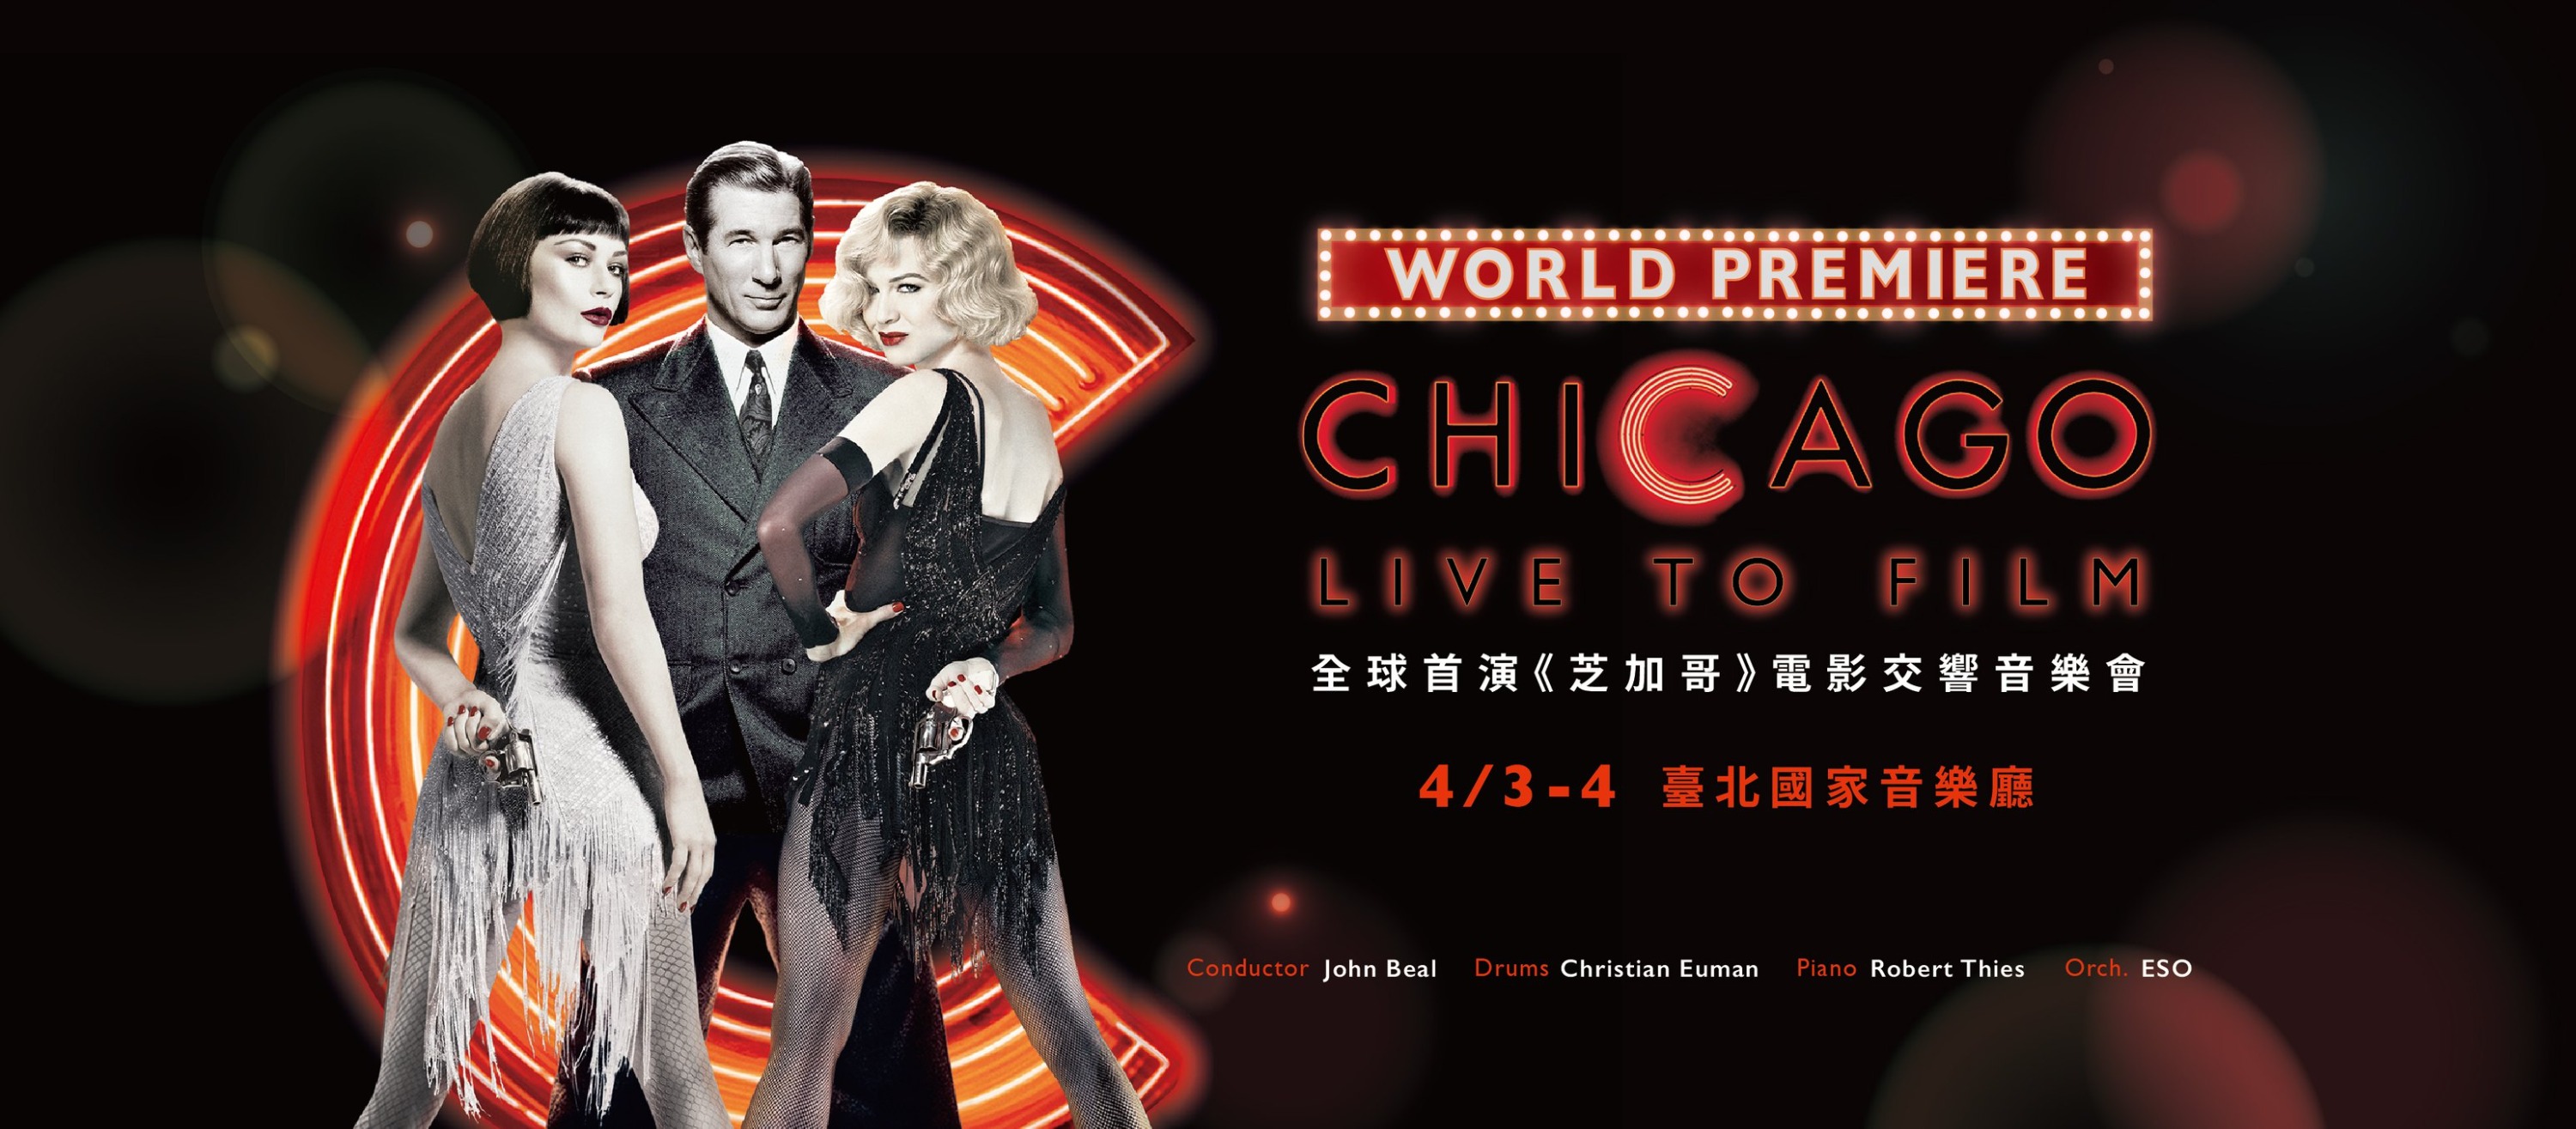 WORLD PREMIERE
CHICAGO
LIVE TO FILM
全球首演《芝加哥》電影交響音樂會
4/3-4 臺北國家音樂廳
Conductor John Beal Drums Christian Euman Piano Robert Thies Orch. ESO